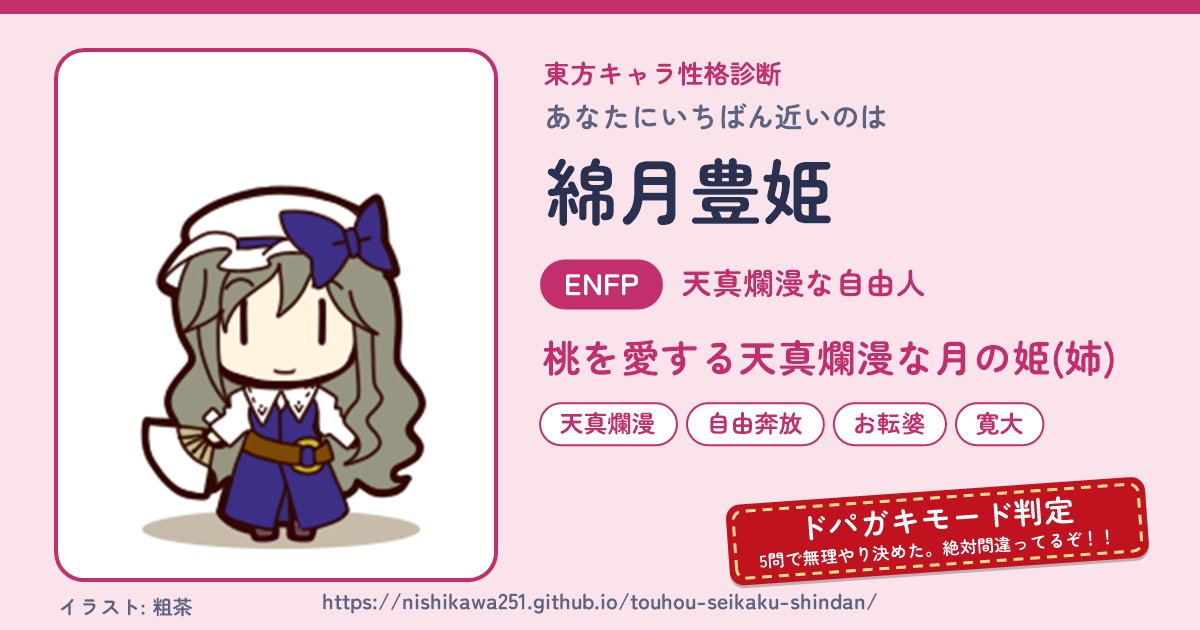 東方キャラ性格診断
あなたにいちばん近いのは
綿月豊姫
ENFP 天真爛漫な自由人
桃を愛する天真爛漫な月の姫(姉)
天真爛漫 自由奔放 お転婆 寛大
ドパガキモード判定
5問で無理やり決めた。絶対間違ってるぞ！！
イラスト: 粗茶
https://nishikawa251.github.io/touhou-seikaku-shindan/